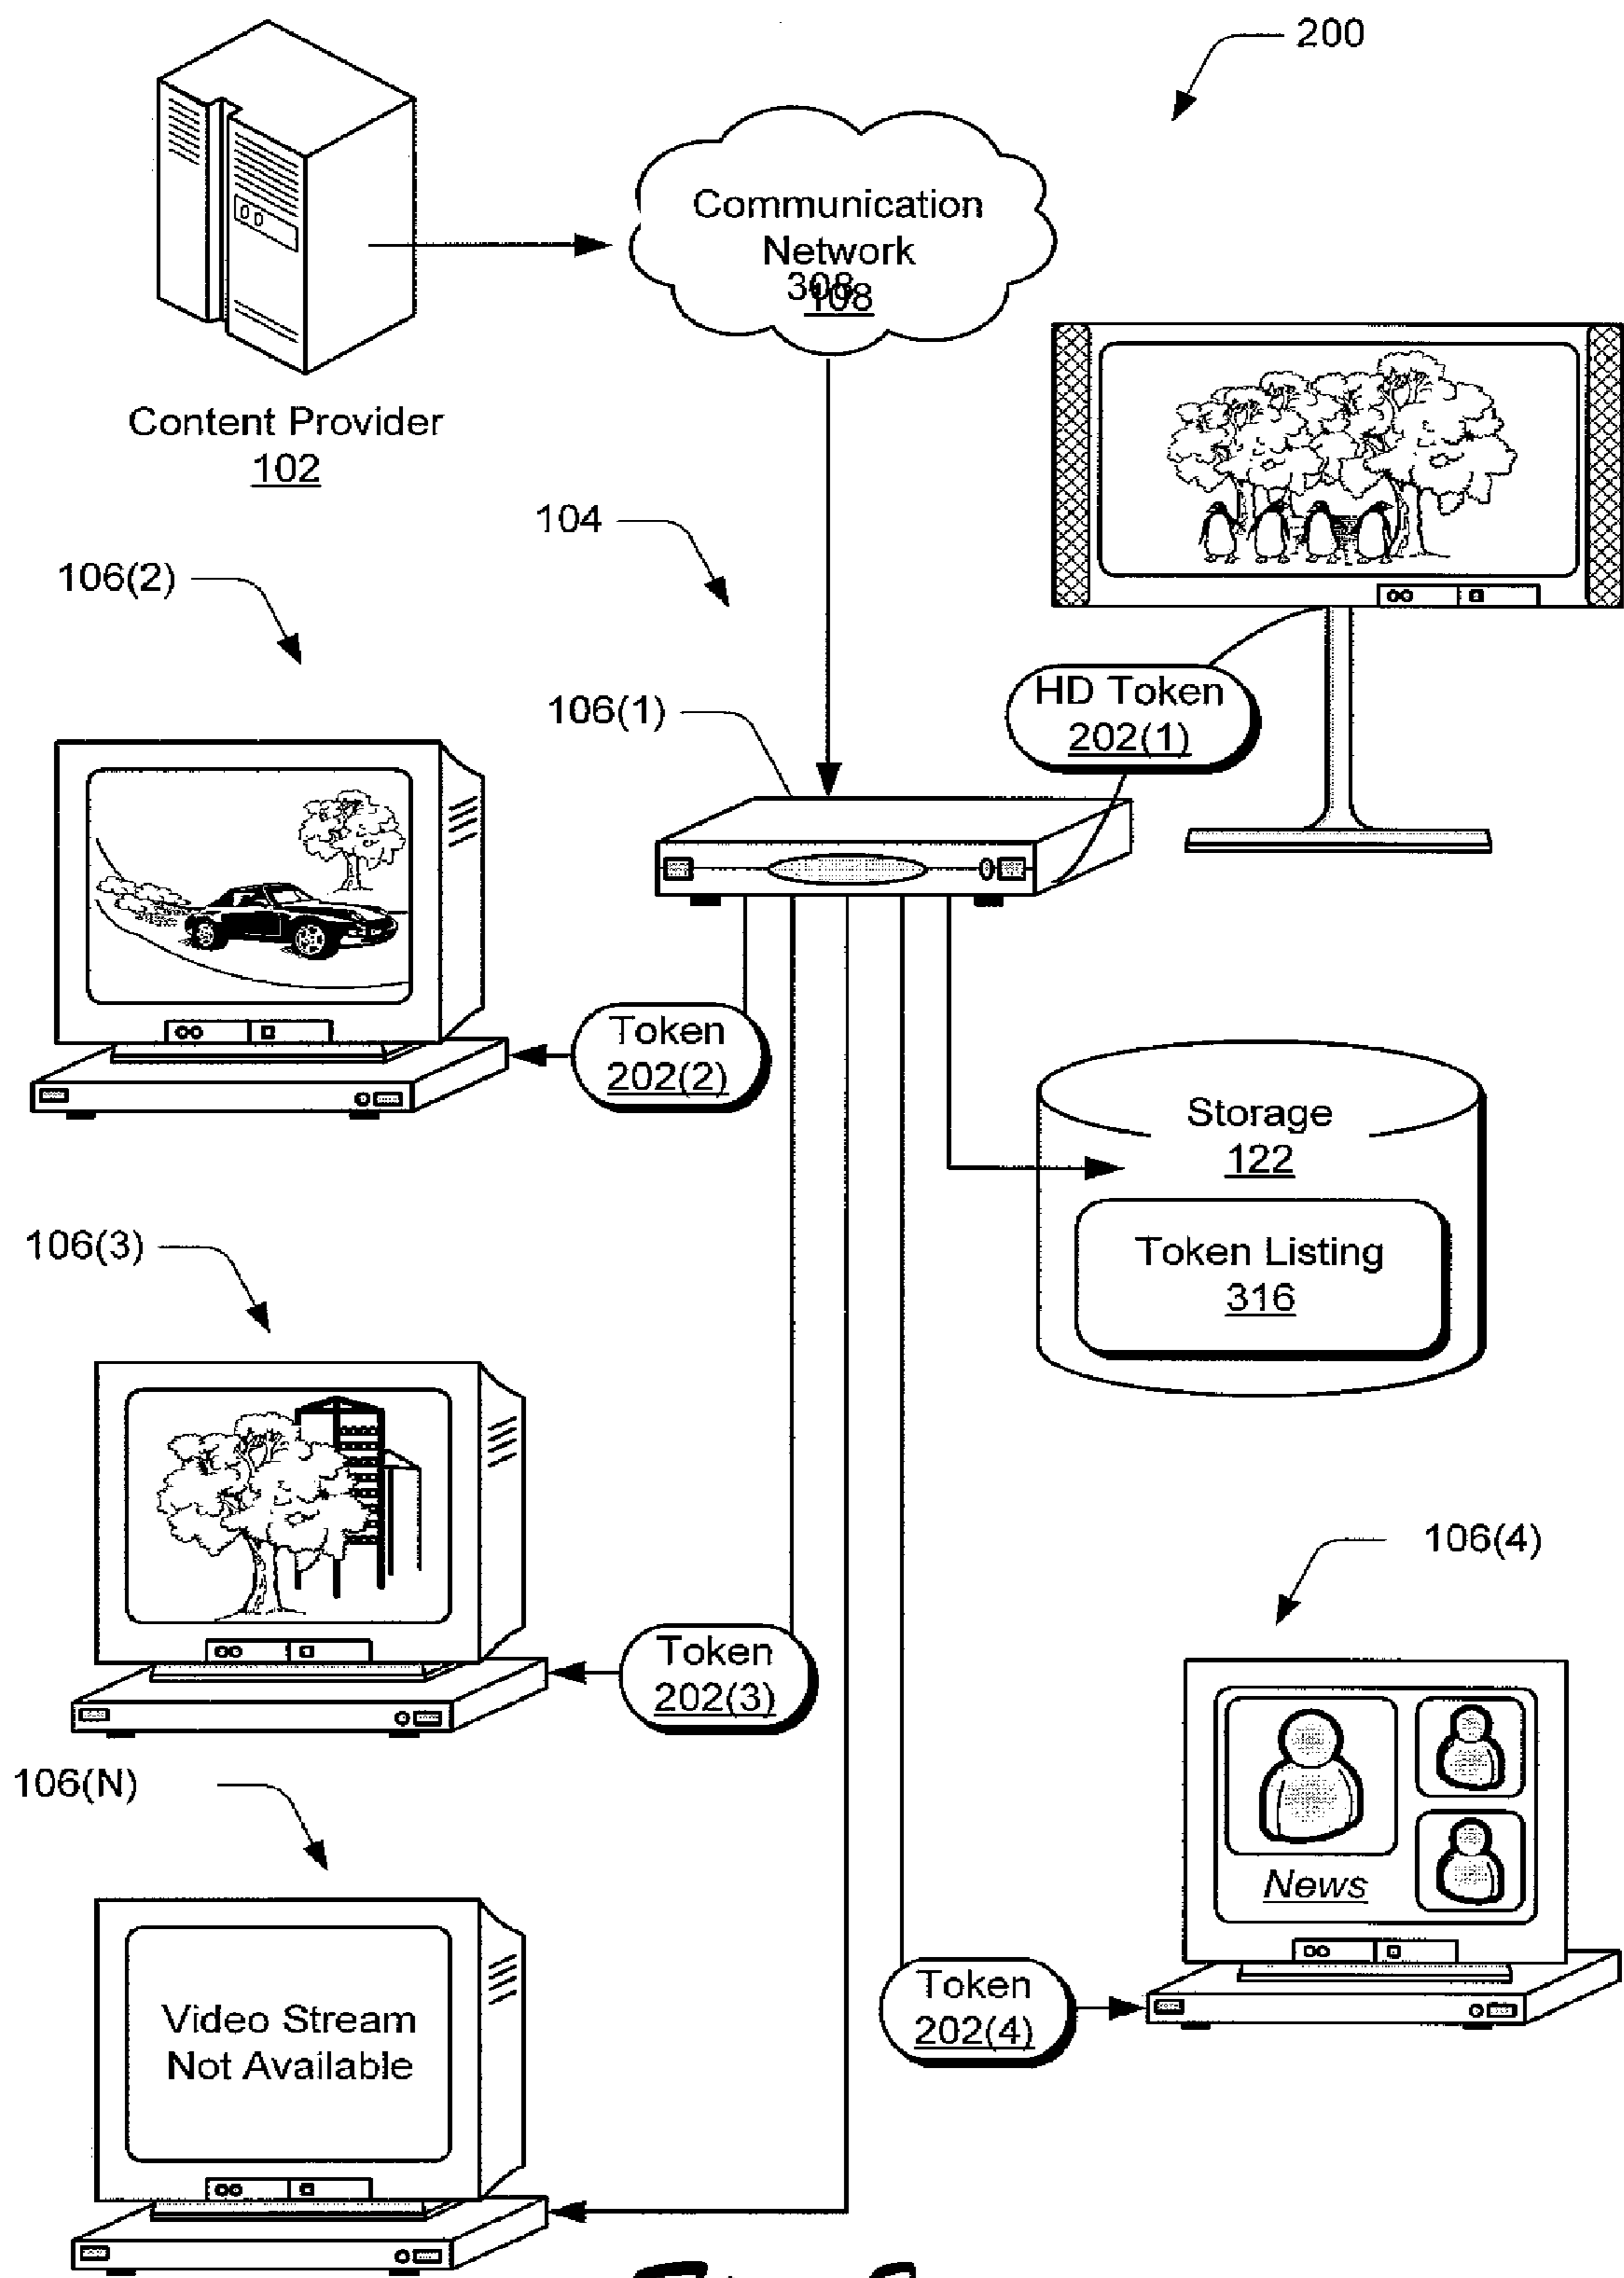 200
Communication
Network
308
108
Content Provider
102
104
106(2)
106(1)
HD Token
202(1)
Token
202(2)
Storage
122
Token Listing
316
106(3)
106(4)
Token
202(3)
106(N)
News
Video Stream
Not Available
Token
202(4)